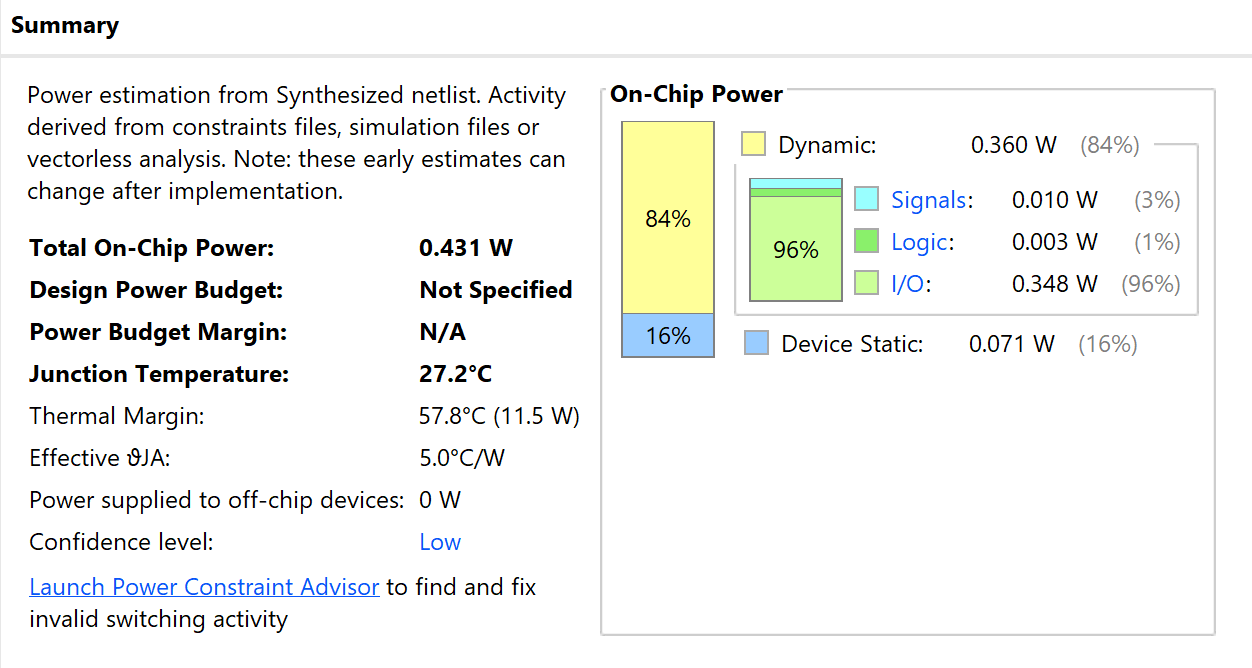 Summary
Power estimation from Synthesized netlist. Activity
derived from constraints files, simulation files or
vectorless analysis. Note: these early estimates can
change after implementation.
Total On-Chip Power: 0.431 W
Design Power Budget: Not Specified
Power Budget Margin: N/A
Junction Temperature: 27.2°C
Thermal Margin: 57.8°C (11.5 W)
Effective ϑJA: 5.0°C/W
Power supplied to off-chip devices: 0 W
Confidence level: Low
Launch Power Constraint Advisor to find and fix
invalid switching activity
On-Chip Power
84%
16%
Dynamic: 0.360 W (84%)
96%
Signals: 0.010 W (3%)
Logic: 0.003 W (1%)
I/O: 0.348 W (96%)
Device Static: 0.071 W (16%)